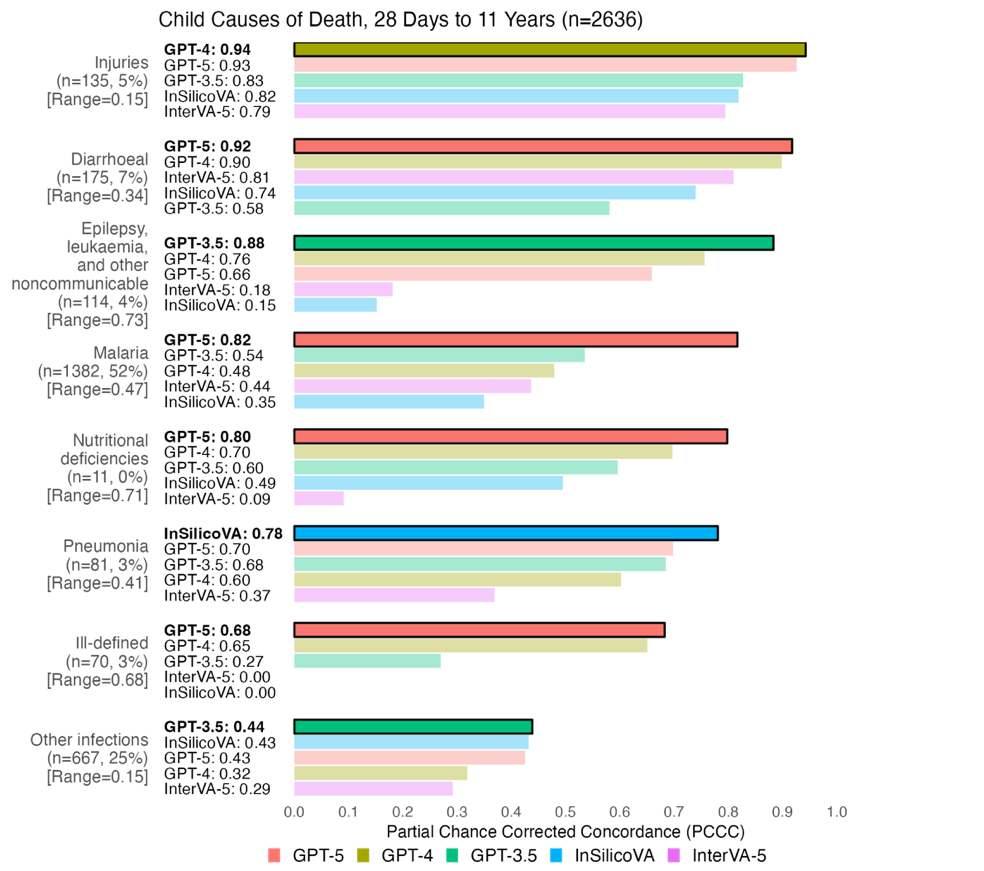 Child Causes of Death, 28 Days to 11 Years (n=2636)
Injuries
(n=135, 5%)
[Range=0.15]
GPT-4: 0.94
GPT-5: 0.93
GPT-3.5: 0.83
InSilicoVA: 0.82
InterVA-5: 0.79
Diarrhoeal
(n=175, 7%)
[Range=0.34]
GPT-5: 0.92
GPT-4: 0.90
InterVA-5: 0.81
InSilicoVA: 0.74
GPT-3.5: 0.58
Epilepsy,
leukaemia,
and other
noncommunicable
(n=114, 4%)
[Range=0.73]
GPT-3.5: 0.88
GPT-4: 0.76
GPT-5: 0.66
InterVA-5: 0.18
InSilicoVA: 0.15
Malaria
(n=1382, 52%)
[Range=0.47]
GPT-5: 0.82
GPT-3.5: 0.54
GPT-4: 0.48
InterVA-5: 0.44
InSilicoVA: 0.35
Nutritional
deficiencies
(n=11, 0%)
[Range=0.71]
GPT-5: 0.80
GPT-4: 0.70
GPT-3.5: 0.60
InSilicoVA: 0.49
InterVA-5: 0.09
Pneumonia
(n=81, 3%)
[Range=0.41]
InSilicoVA: 0.78
GPT-5: 0.70
GPT-3.5: 0.68
GPT-4: 0.60
InterVA-5: 0.37
Ill-defined
(n=70, 3%)
[Range=0.68]
GPT-5: 0.68
GPT-4: 0.65
GPT-3.5: 0.27
InterVA-5: 0.00
InSilicoVA: 0.00
Other infections
(n=667, 25%)
[Range=0.15]
GPT-3.5: 0.44
InSilicoVA: 0.43
GPT-5: 0.43
GPT-4: 0.32
InterVA-5: 0.29
0.0 0.1 0.2 0.3 0.4 0.5 0.6 0.7 0.8 0.9 1.0
Partial Chance Corrected Concordance (PCCC)
GPT-5 GPT-4 GPT-3.5 InSilicoVA InterVA-5